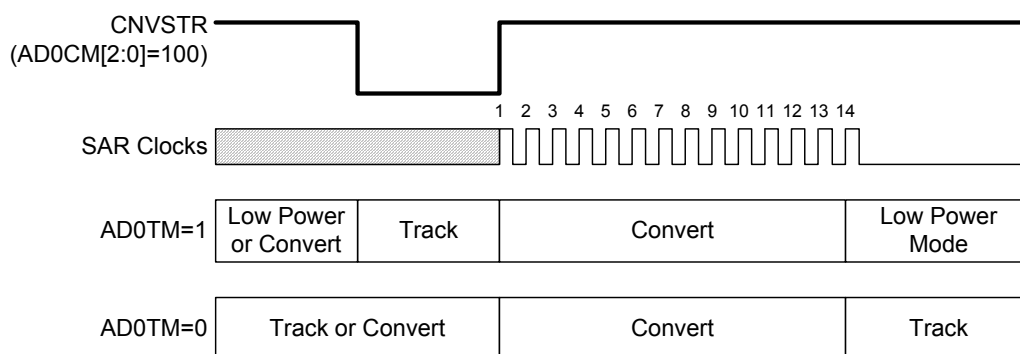 CNVSTR
(AD0CM[2:0]=100)
1 2 3 4 5 6 7 8 9 10 11 12 13 14
SAR Clocks
AD0TM=1
Low Power
or Convert
Track
Convert
Low Power
Mode
AD0TM=0
Track or Convert
Convert
Track